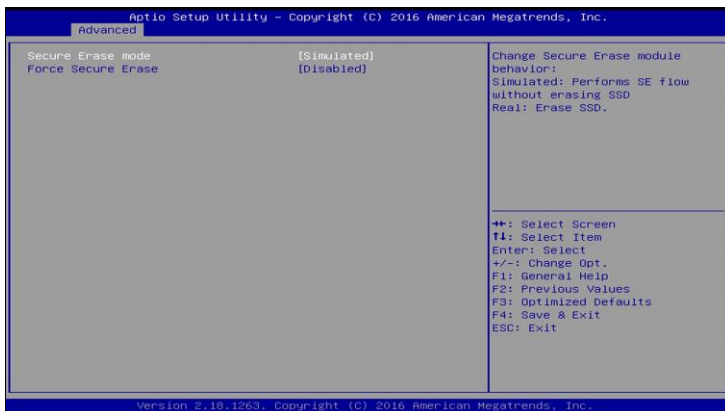 Aptio Setup Utility – Copyright (C) 2016 American Megatrends, Inc.
Advanced
Secure Erase mode [Simulated]
Force Secure Erase [Disabled]
Change Secure Erase module
behavior:
Simulated: Performs SE flow
without erasing SSD
Real: Erase SSD.
→←: Select Screen
↑↓: Select Item
Enter: Select
+/-: Change Opt.
F1: General Help
F2: Previous Values
F3: Optimized Defaults
F4: Save & Exit
ESC: Exit
Version 2.18.1263. Copyright (C) 2016 American Megatrends, Inc.